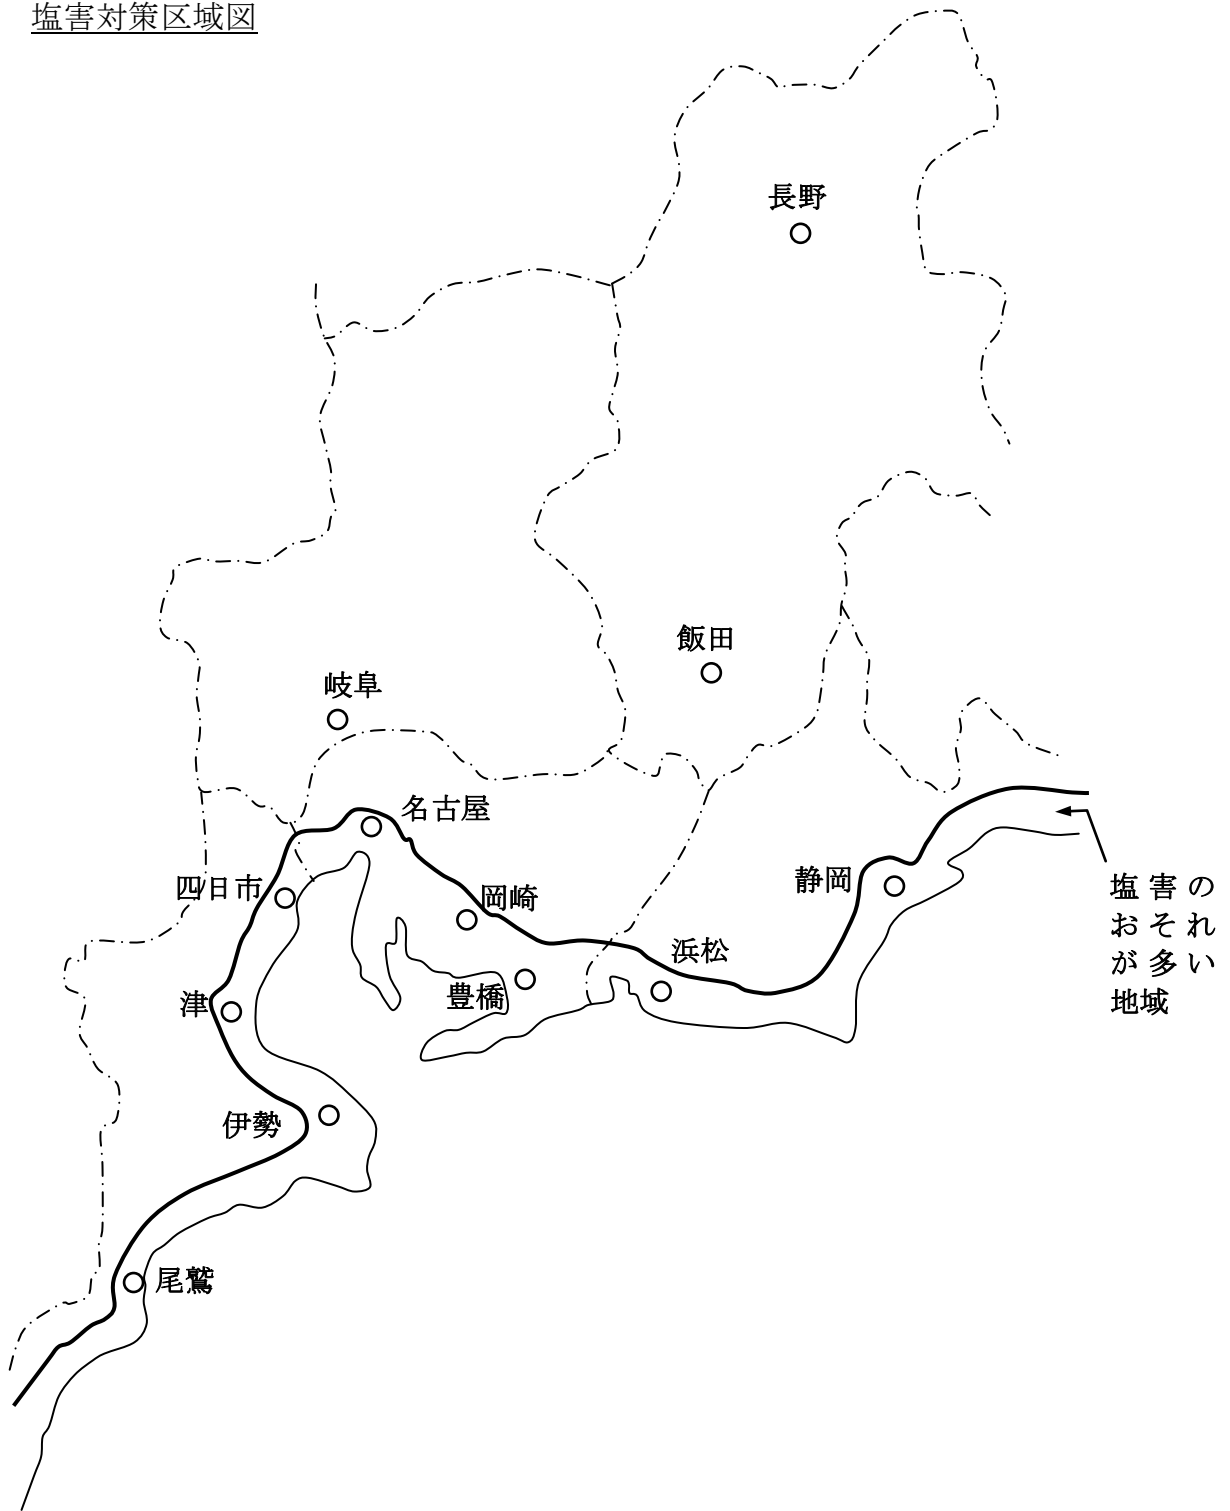 塩害対策区域図
長野
飯田
岐阜
名古屋
静岡
四日市
岡崎
塩害の
おそれ
が多い
地域
浜松
豊橋
津
伊勢
尾鷲